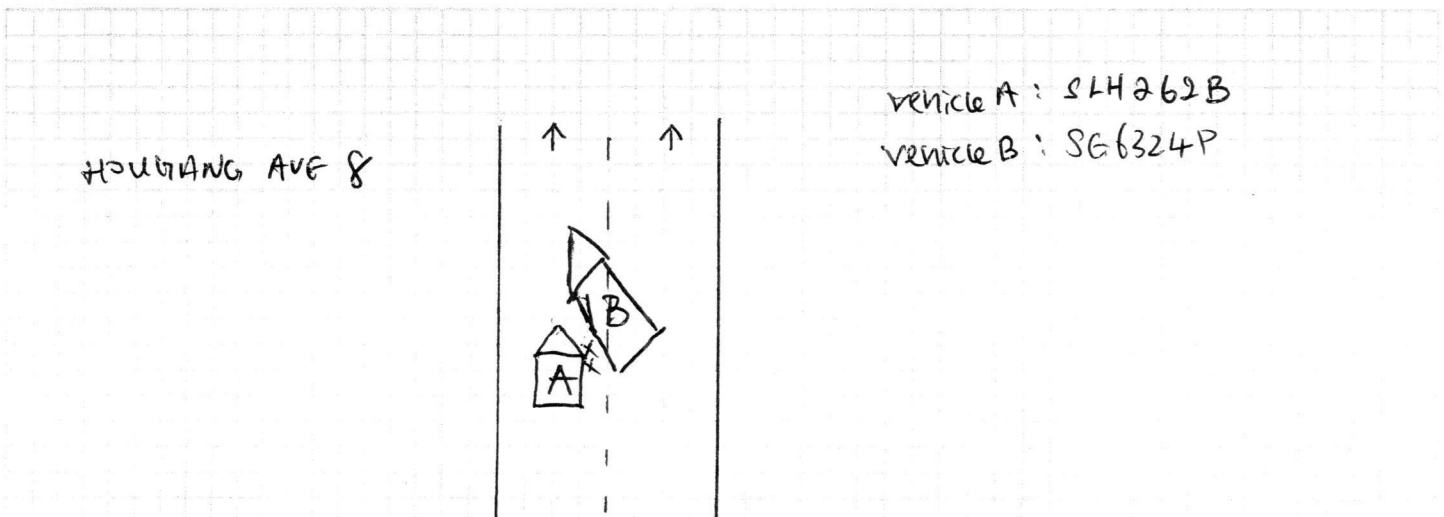 vehicle A: SLH262B
vehicle B: SG6324P
HOUGANG AVE 8
B
A